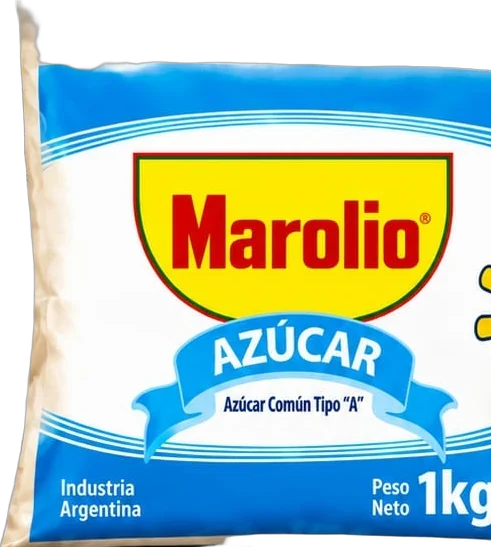 Marolio®
AZÚCAR
Azúcar Común Tipo "A"
Industria
Argentina
Peso
Neto
1kg